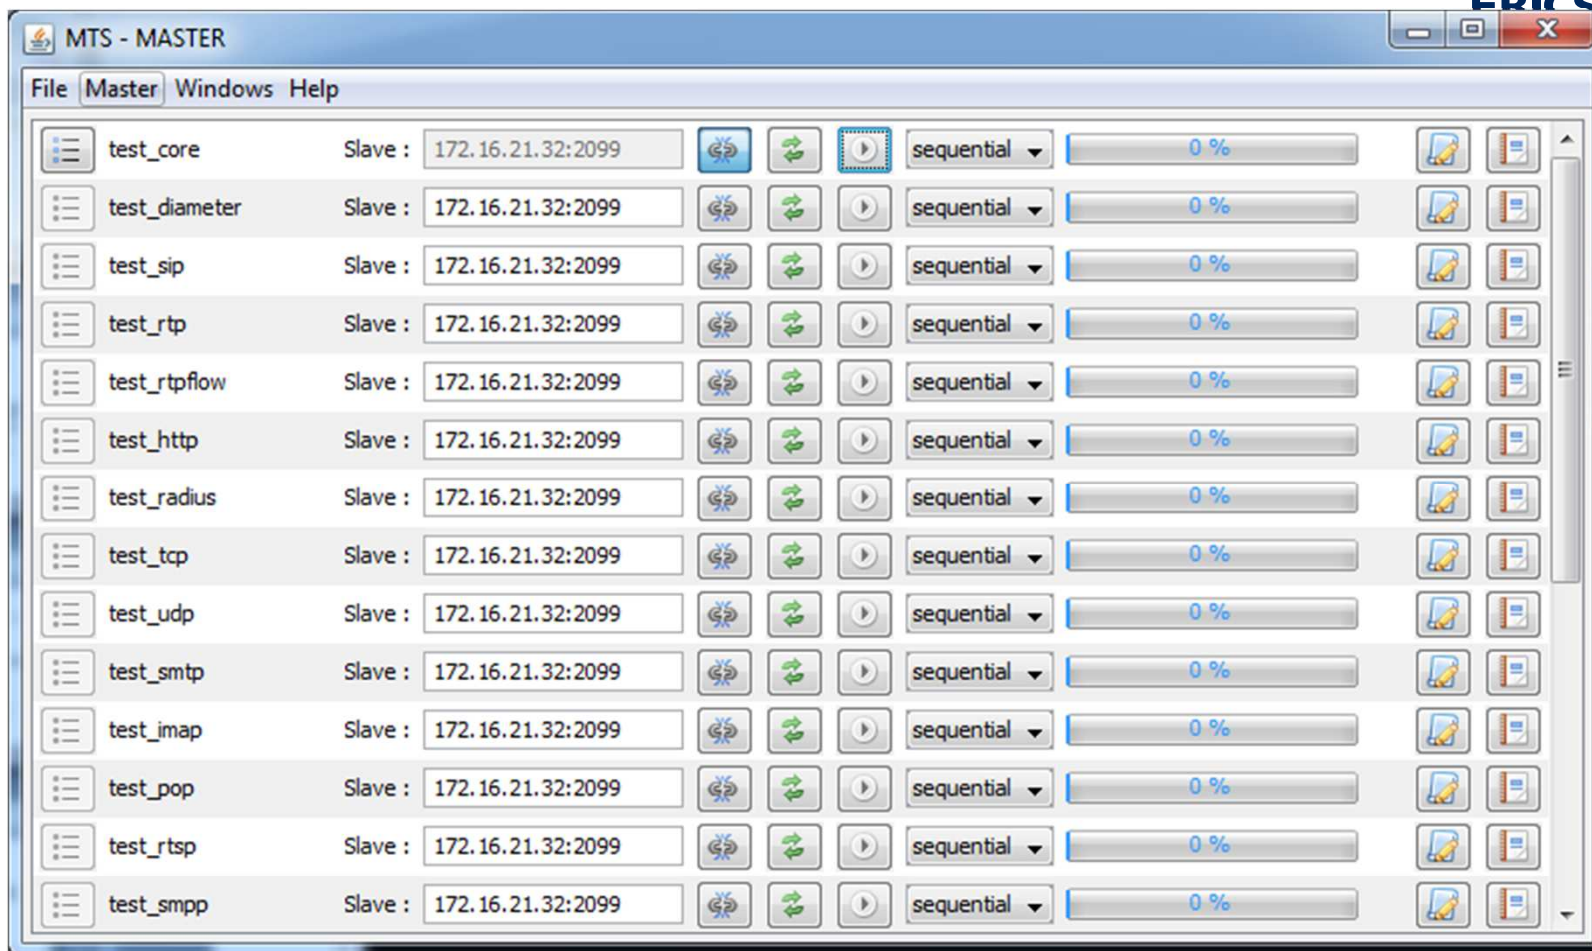 MTS - MASTER
File Master Windows Help
test_core Slave : 172.16.21.32:2099 sequential 0 %
test_diameter Slave : 172.16.21.32:2099 sequential 0 %
test_sip Slave : 172.16.21.32:2099 sequential 0 %
test_rtp Slave : 172.16.21.32:2099 sequential 0 %
test_rtpflow Slave : 172.16.21.32:2099 sequential 0 %
test_http Slave : 172.16.21.32:2099 sequential 0 %
test_radius Slave : 172.16.21.32:2099 sequential 0 %
test_tcp Slave : 172.16.21.32:2099 sequential 0 %
test_udp Slave : 172.16.21.32:2099 sequential 0 %
test_smtp Slave : 172.16.21.32:2099 sequential 0 %
test_imap Slave : 172.16.21.32:2099 sequential 0 %
test_pop Slave : 172.16.21.32:2099 sequential 0 %
test_rtsp Slave : 172.16.21.32:2099 sequential 0 %
test_smpp Slave : 172.16.21.32:2099 sequential 0 %